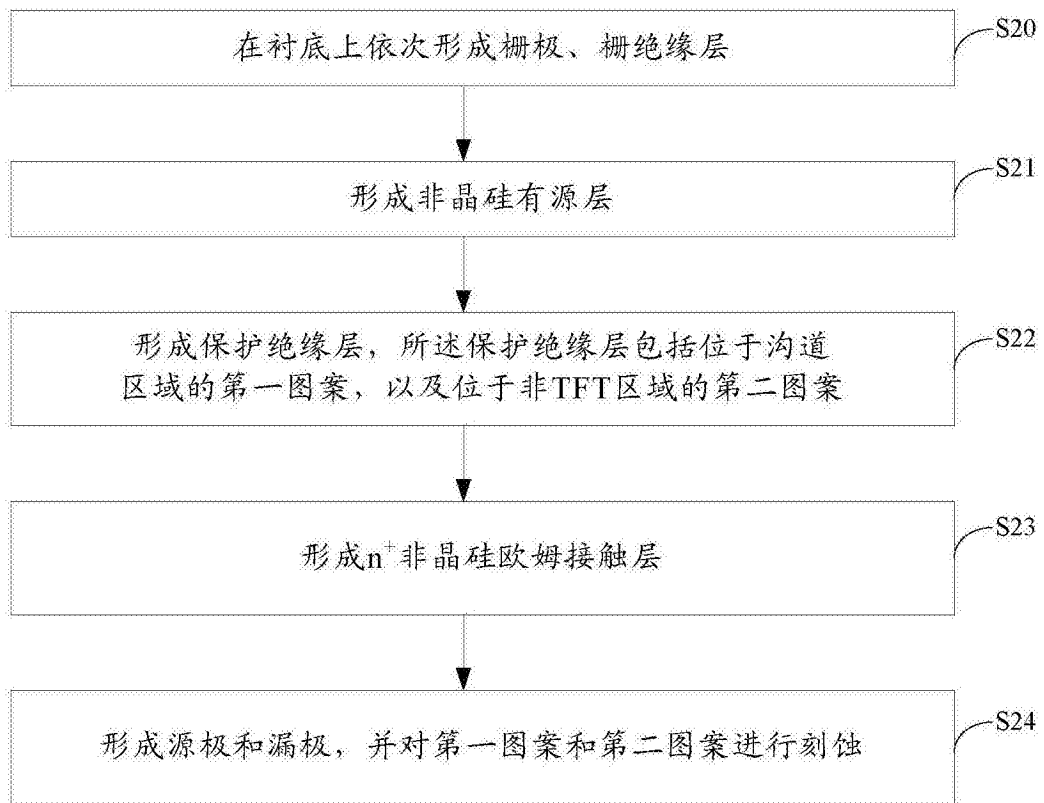 在衬底上依次形成栅极、栅绝缘层
S20
形成非晶硅有源层
S21
形成保护绝缘层，所述保护绝缘层包括位于沟道
区域的第一图案，以及位于非TFT区域的第二图案
S22
形成n⁺非晶硅欧姆接触层
S23
形成源极和漏极，并对第一图案和第二图案进行刻蚀
S24